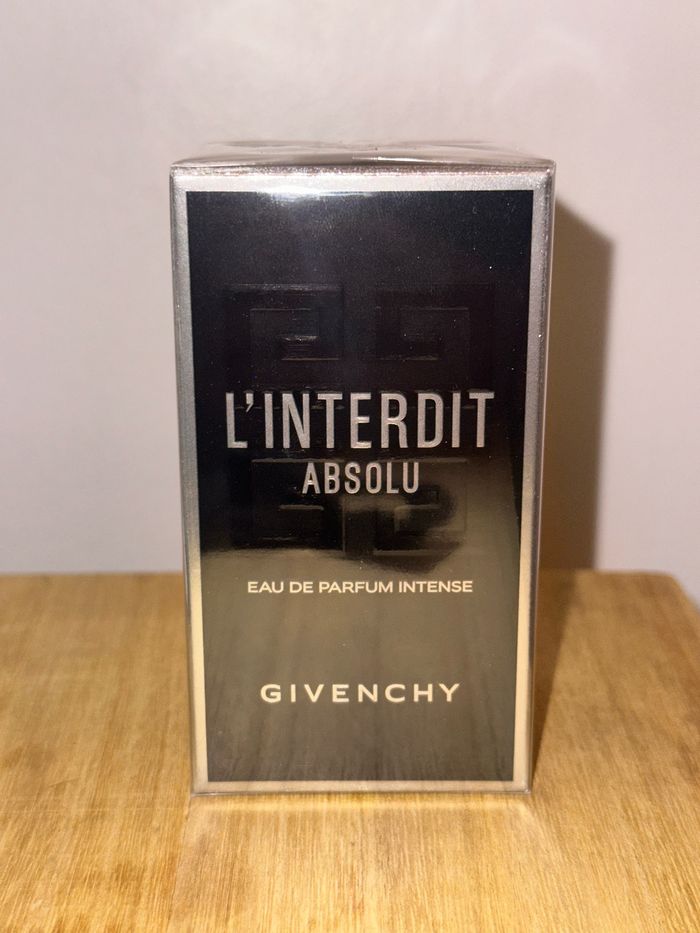 L'INTERDIT
ABSOLU
EAU DE PARFUM INTENSE
GIVENCHY